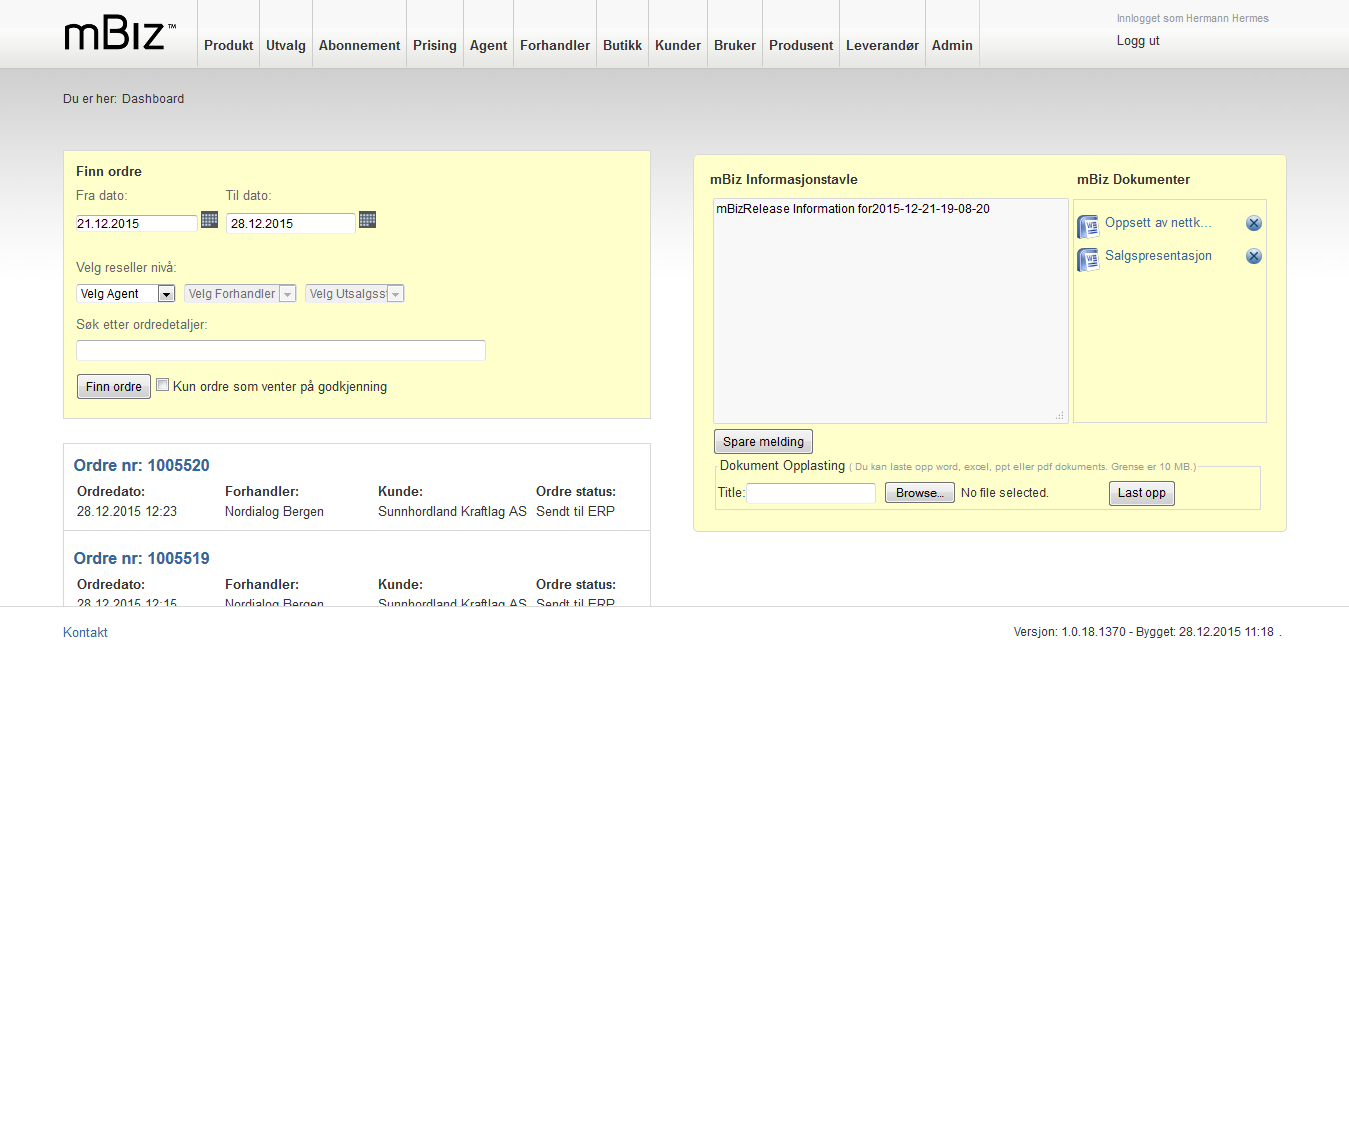 mBiz™
Produkt Utvalg Abonnement Prising Agent Forhandler Butikk Kunder Bruker Produsent Leverandør Admin
Innlogget som Hermann Hermes
Logg ut
Du er her: Dashboard
Finn ordre
Fra dato: Til dato:
21.12.2015 28.12.2015
Velg reseller nivå:
Velg Agent Velg Forhandler Velg Utsalgss
Søk etter ordredetaljer:
Finn ordre Kun ordre som venter på godkjenning
Ordre nr: 1005520
Ordredato: Forhandler: Kunde: Ordre status:
28.12.2015 12:23 Nordialog Bergen Sunnhordland Kraftlag AS Sendt til ERP
Ordre nr: 1005519
Ordredato: Forhandler: Kunde: Ordre status:
28.12.2015 12:15 Nordialog Bergen Sunnhordland Kraftlag AS Sendt til ERP
mBiz Informasjonstavle
mBizRelease Information for2015-12-21-19-08-20
mBiz Dokumenter
Oppsett av nettk...
Salgspresentasjon
Spare melding
Dokument Opplasting ( Du kan laste opp word, excel, ppt eller pdf dokuments. Grense er 10 MB.)
Title: Browse... No file selected. Last opp
Kontakt
Versjon: 1.0.18.1370 - Bygget: 28.12.2015 11:18 .